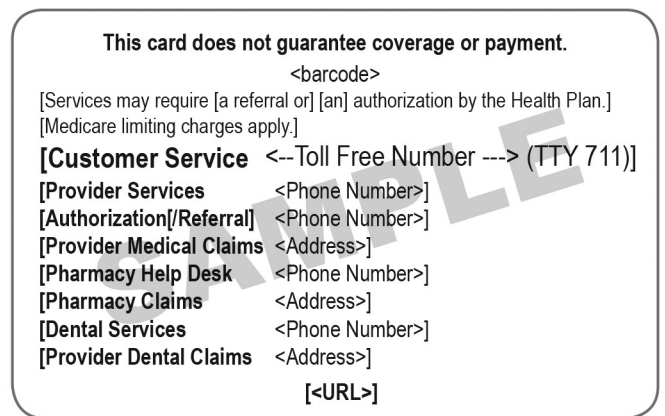 This card does not guarantee coverage or payment.
<barcode>
[Services may require [a referral or] [an] authorization by the Health Plan.]
[Medicare limiting charges apply.]
[Customer Service <--Toll Free Number ---> (TTY 711)]
[Provider Services <Phone Number>]
[Authorization[/Referral] <Phone Number>]
[Provider Medical Claims <Address>]
[Pharmacy Help Desk <Phone Number>]
[Pharmacy Claims <Address>]
[Dental Services <Phone Number>]
[Provider Dental Claims <Address>]
[<URL>]
SAMPLE